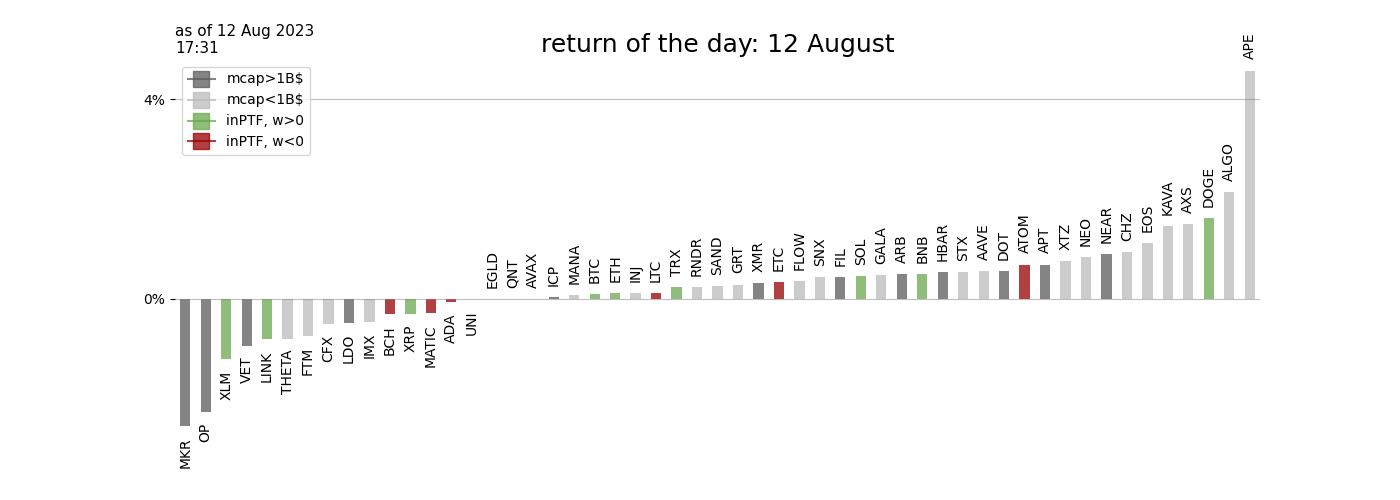 as of 12 Aug 2023
17:31
return of the day: 12 August
mcap>1B$
mcap<1B$
inPTF, w>0
inPTF, w<0
4%
0%
MKR
OP
XLM
VET
LINK
THETA
FTM
CFX
LDO
IMX
BCH
XRP
MATIC
ADA
UNI
EGLD
QNT
AVAX
ICP
MANA
BTC
ETH
INJ
LTC
TRX
RNDR
SAND
GRT
XMR
ETC
FLOW
SNX
FIL
SOL
GALA
ARB
BNB
HBAR
STX
AAVE
DOT
ATOM
APT
XTZ
NEO
NEAR
CHZ
EOS
KAVA
AXS
DOGE
ALGO
APE